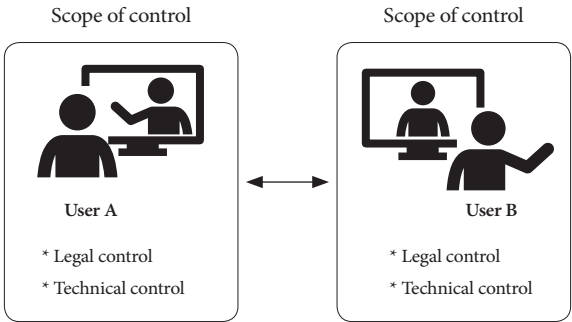 Scope of control
Scope of control
User A
* Legal control
* Technical control
User B
* Legal control
* Technical control